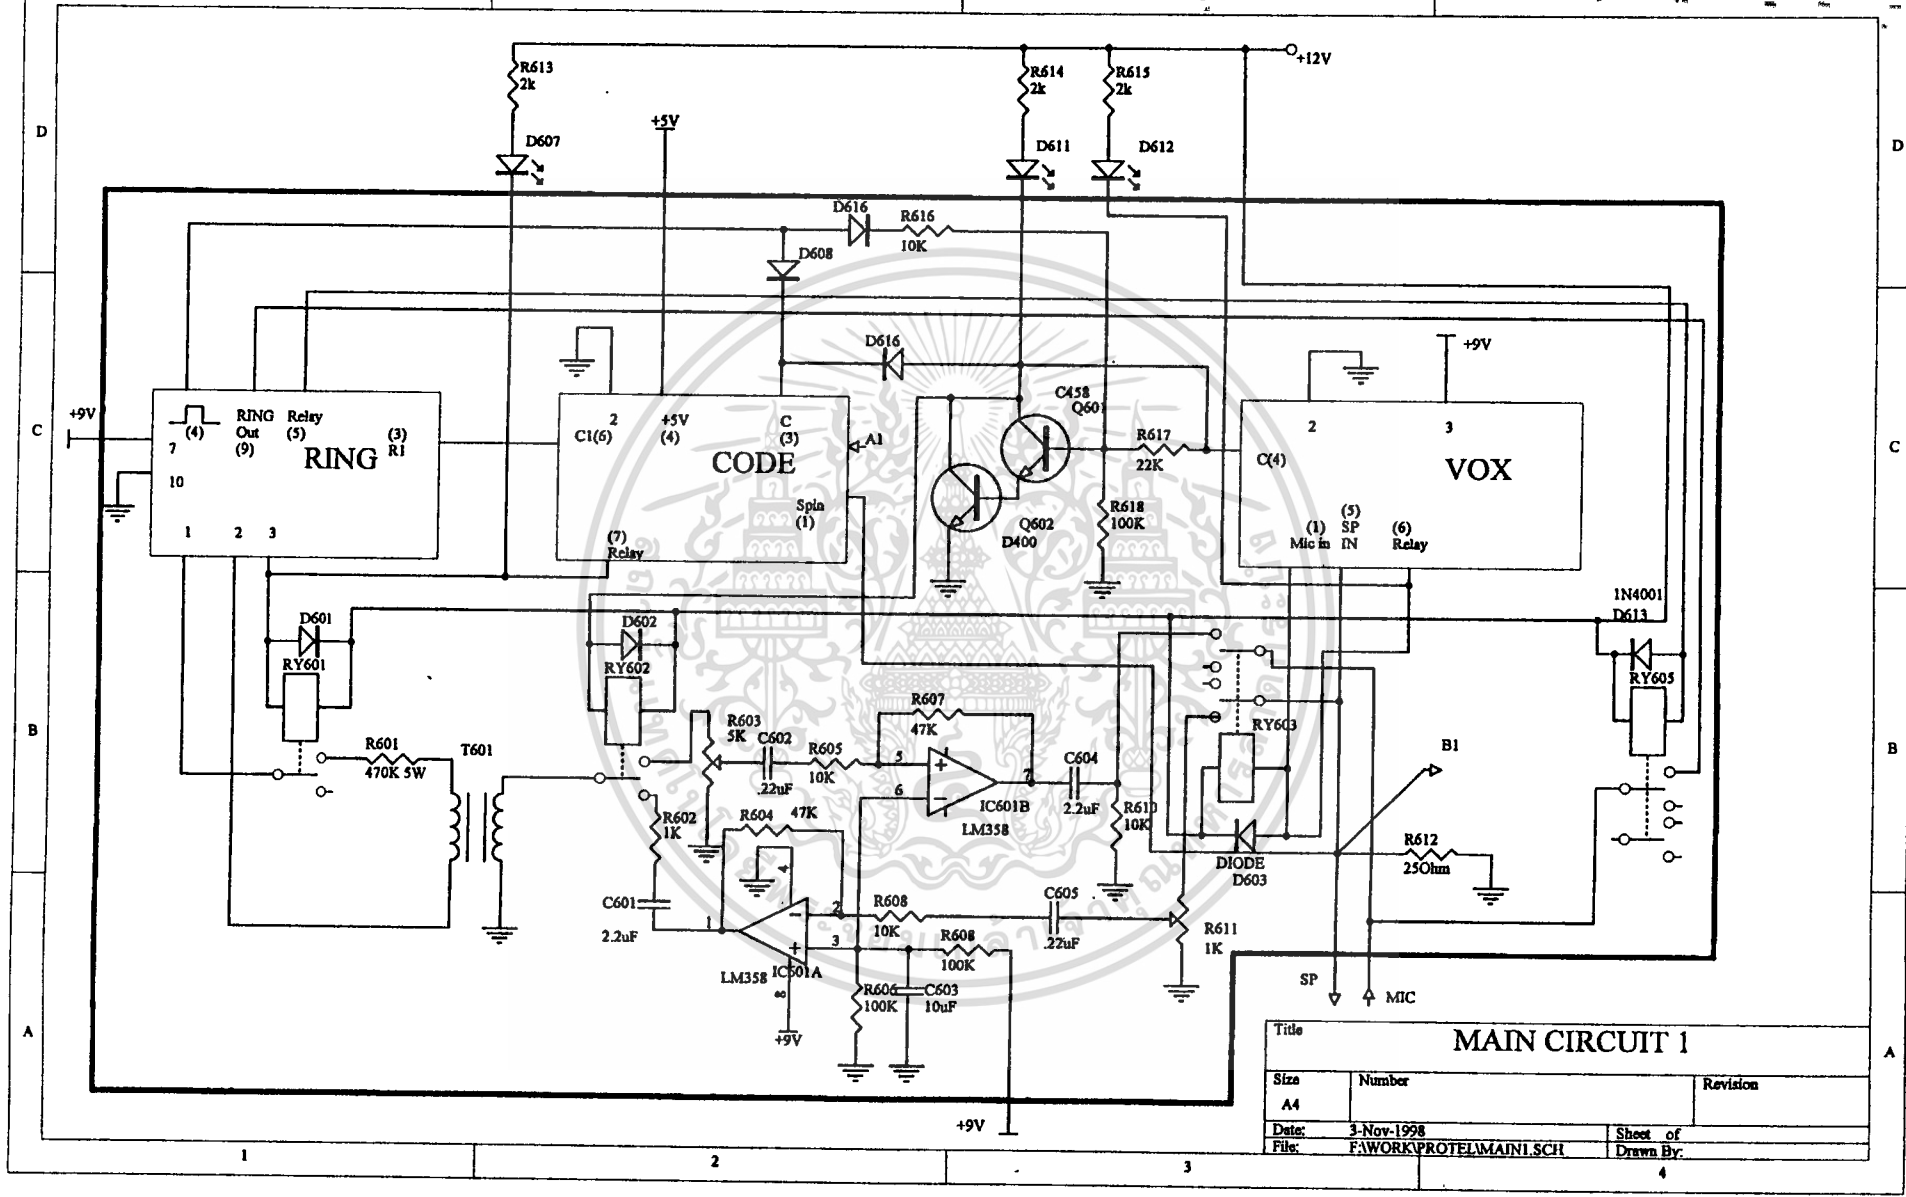 +12V
R613
2k
R614
2k
R615
2k
D
D
+5V
D607
D611
D612
D616
R616
10K
D608
D616
+9V
C458
Q601
+9V
C
C
(4)
RING
Out
(9)
Relay
(5)
(3)
R1
7
RING
10
1
2
3
2
C1(6)
+5V
(4)
C
(3)
A1
CODE
Spin
(1)
(7)
Relay
R617
22K
2
3
C(4)
VOX
Q602
D400
R618
100K
(1)
Mic in
(5)
SP
IN
(6)
Relay
1N4001
D613
D601
RY601
D602
RY602
RY605
R607
47K
RY603
B
B
R603
5K
C602
.22uF
R605
10K
5
6
7
IC601B
LM358
C604
2.2uF
R610
10K
B1
R601
470K 5W
T601
R602
1K
R604
47K
R612
25Ohm
DIODE
D603
C601
2.2uF
4
1
2
3
8
R608
10K
C605
.22uF
R611
1K
LM358
IC601A
R608
100K
R606
100K
C603
10uF
+9V
SP
MIC
A
A
+9V
Title
MAIN CIRCUIT 1
Size
A4
Number
Revision
Date:
3-Nov-1998
Sheet of
File:
F:\WORK\PROTEL\MAIN1.SCH
Drawn By:
1
2
3
4